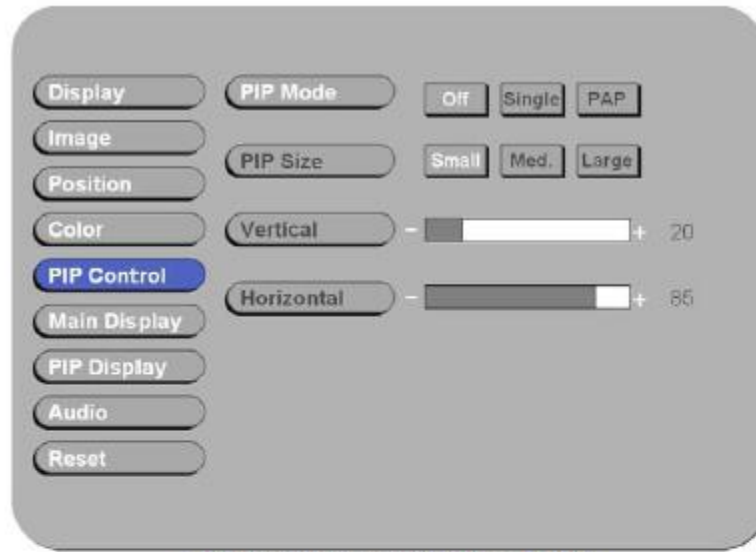 Display
Image
Position
Color
PIP Control
Main Display
PIP Display
Audio
Reset
PIP Mode Off Single PAP
PIP Size Small Med. Large
Vertical - + 20
Horizontal - + 85